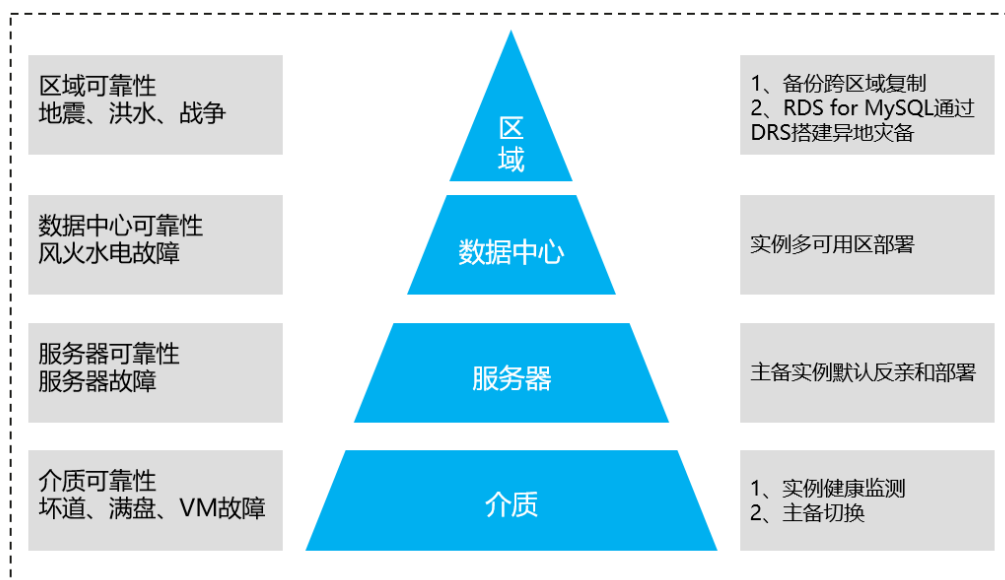 区域可靠性
地震、洪水、战争
区
域
1、备份跨区域复制
2、RDS for MySQL通过
DRS搭建异地灾备
数据中心可靠性
风火水电故障
数据中心
实例多可用区部署
服务器可靠性
服务器故障
服务器
主备实例默认反亲和部署
介质可靠性
坏道、满盘、VM故障
介质
1、实例健康监测
2、主备切换